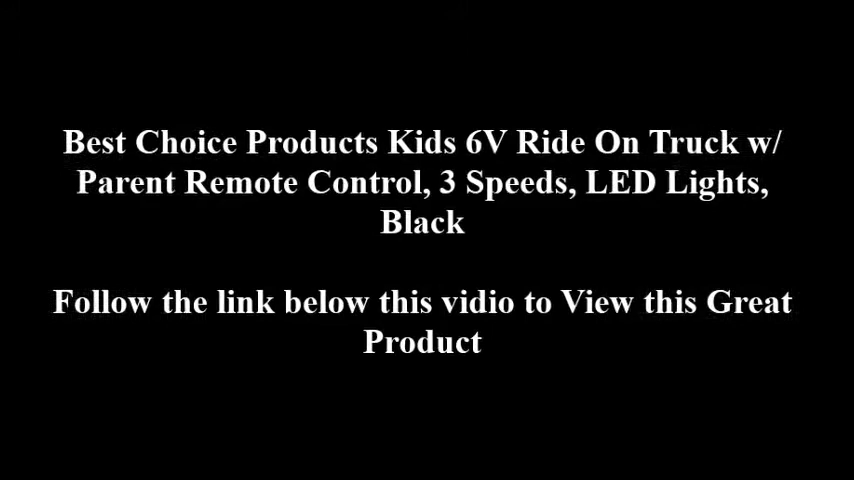 Best Choice Products Kids 6V Ride On Truck w/
Parent Remote Control, 3 Speeds, LED Lights,
Black
Follow the link below this vidio to View this Great
Product